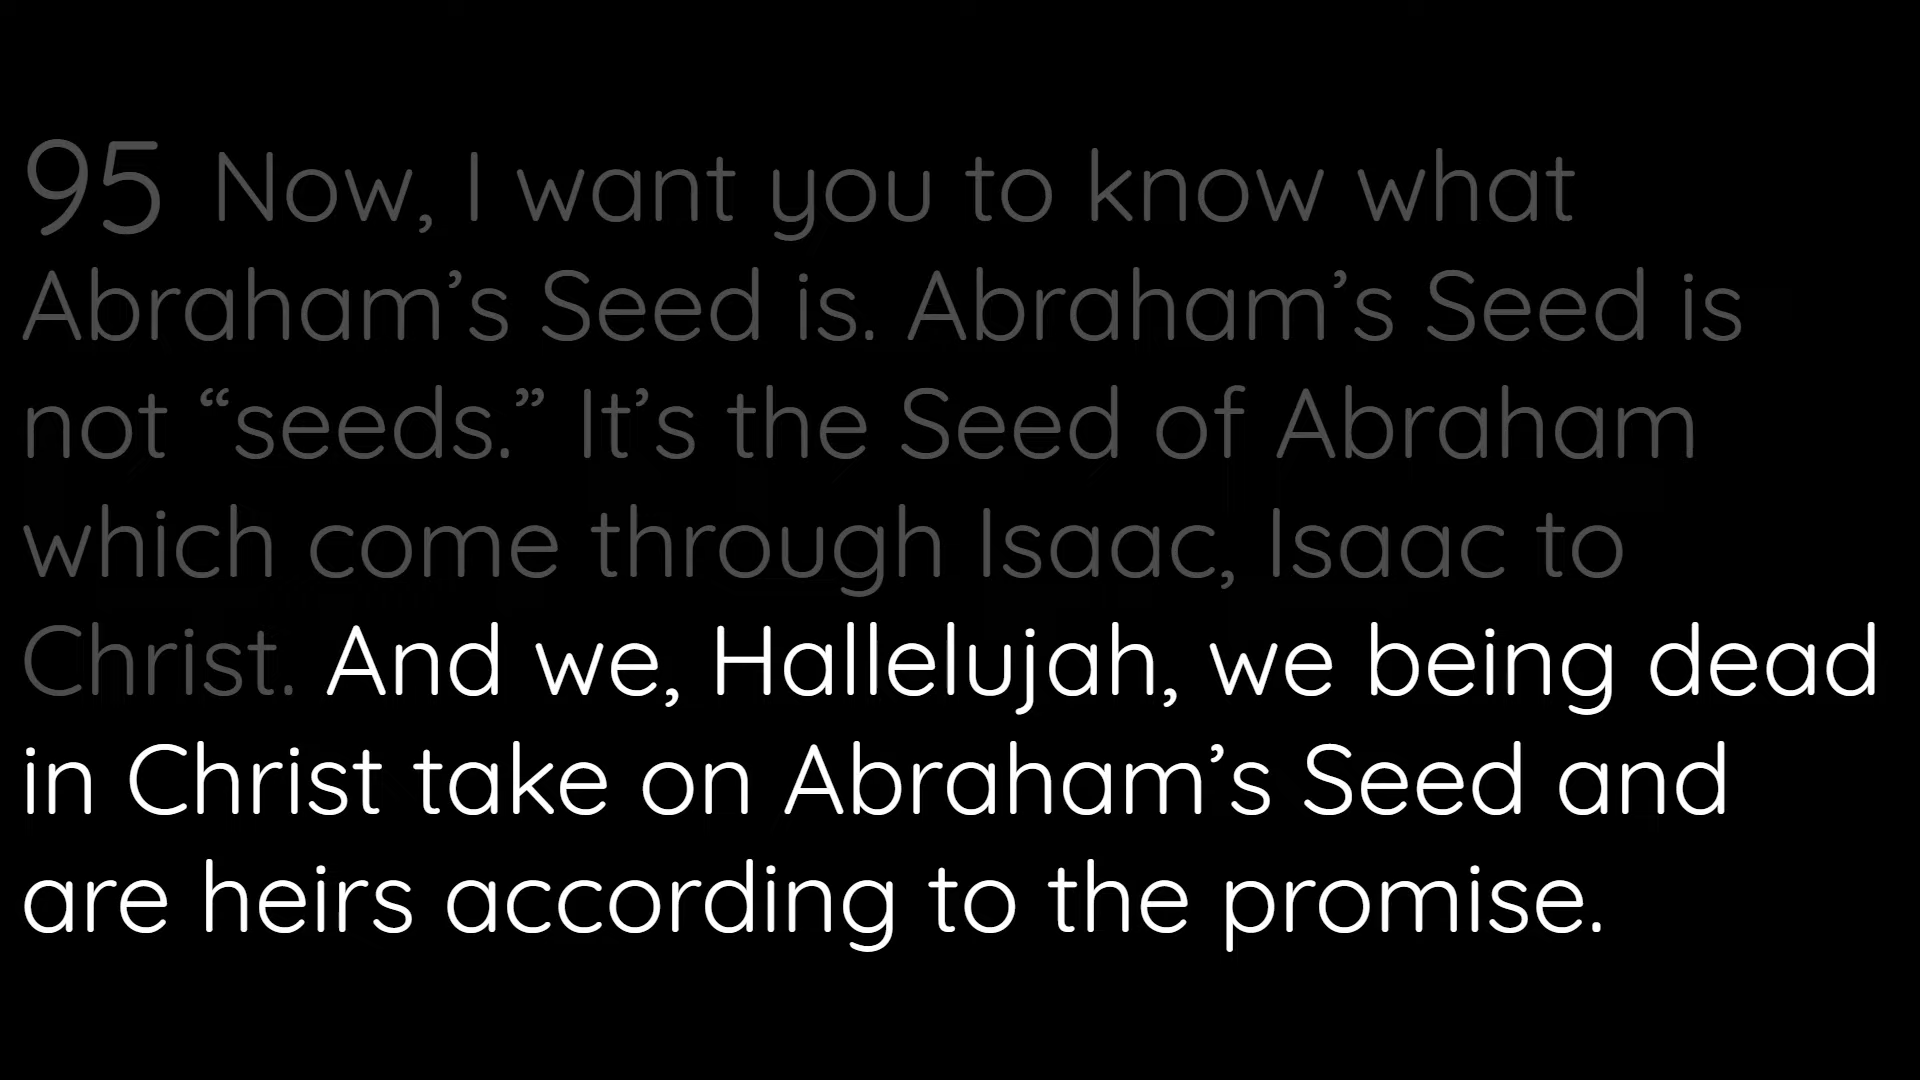 95 Now, I want you to know what
Abraham’s Seed is. Abraham’s Seed is
not “seeds.” It’s the Seed of Abraham
which come through Isaac, Isaac to
Christ. And we, Hallelujah, we being dead
in Christ take on Abraham’s Seed and
are heirs according to the promise.